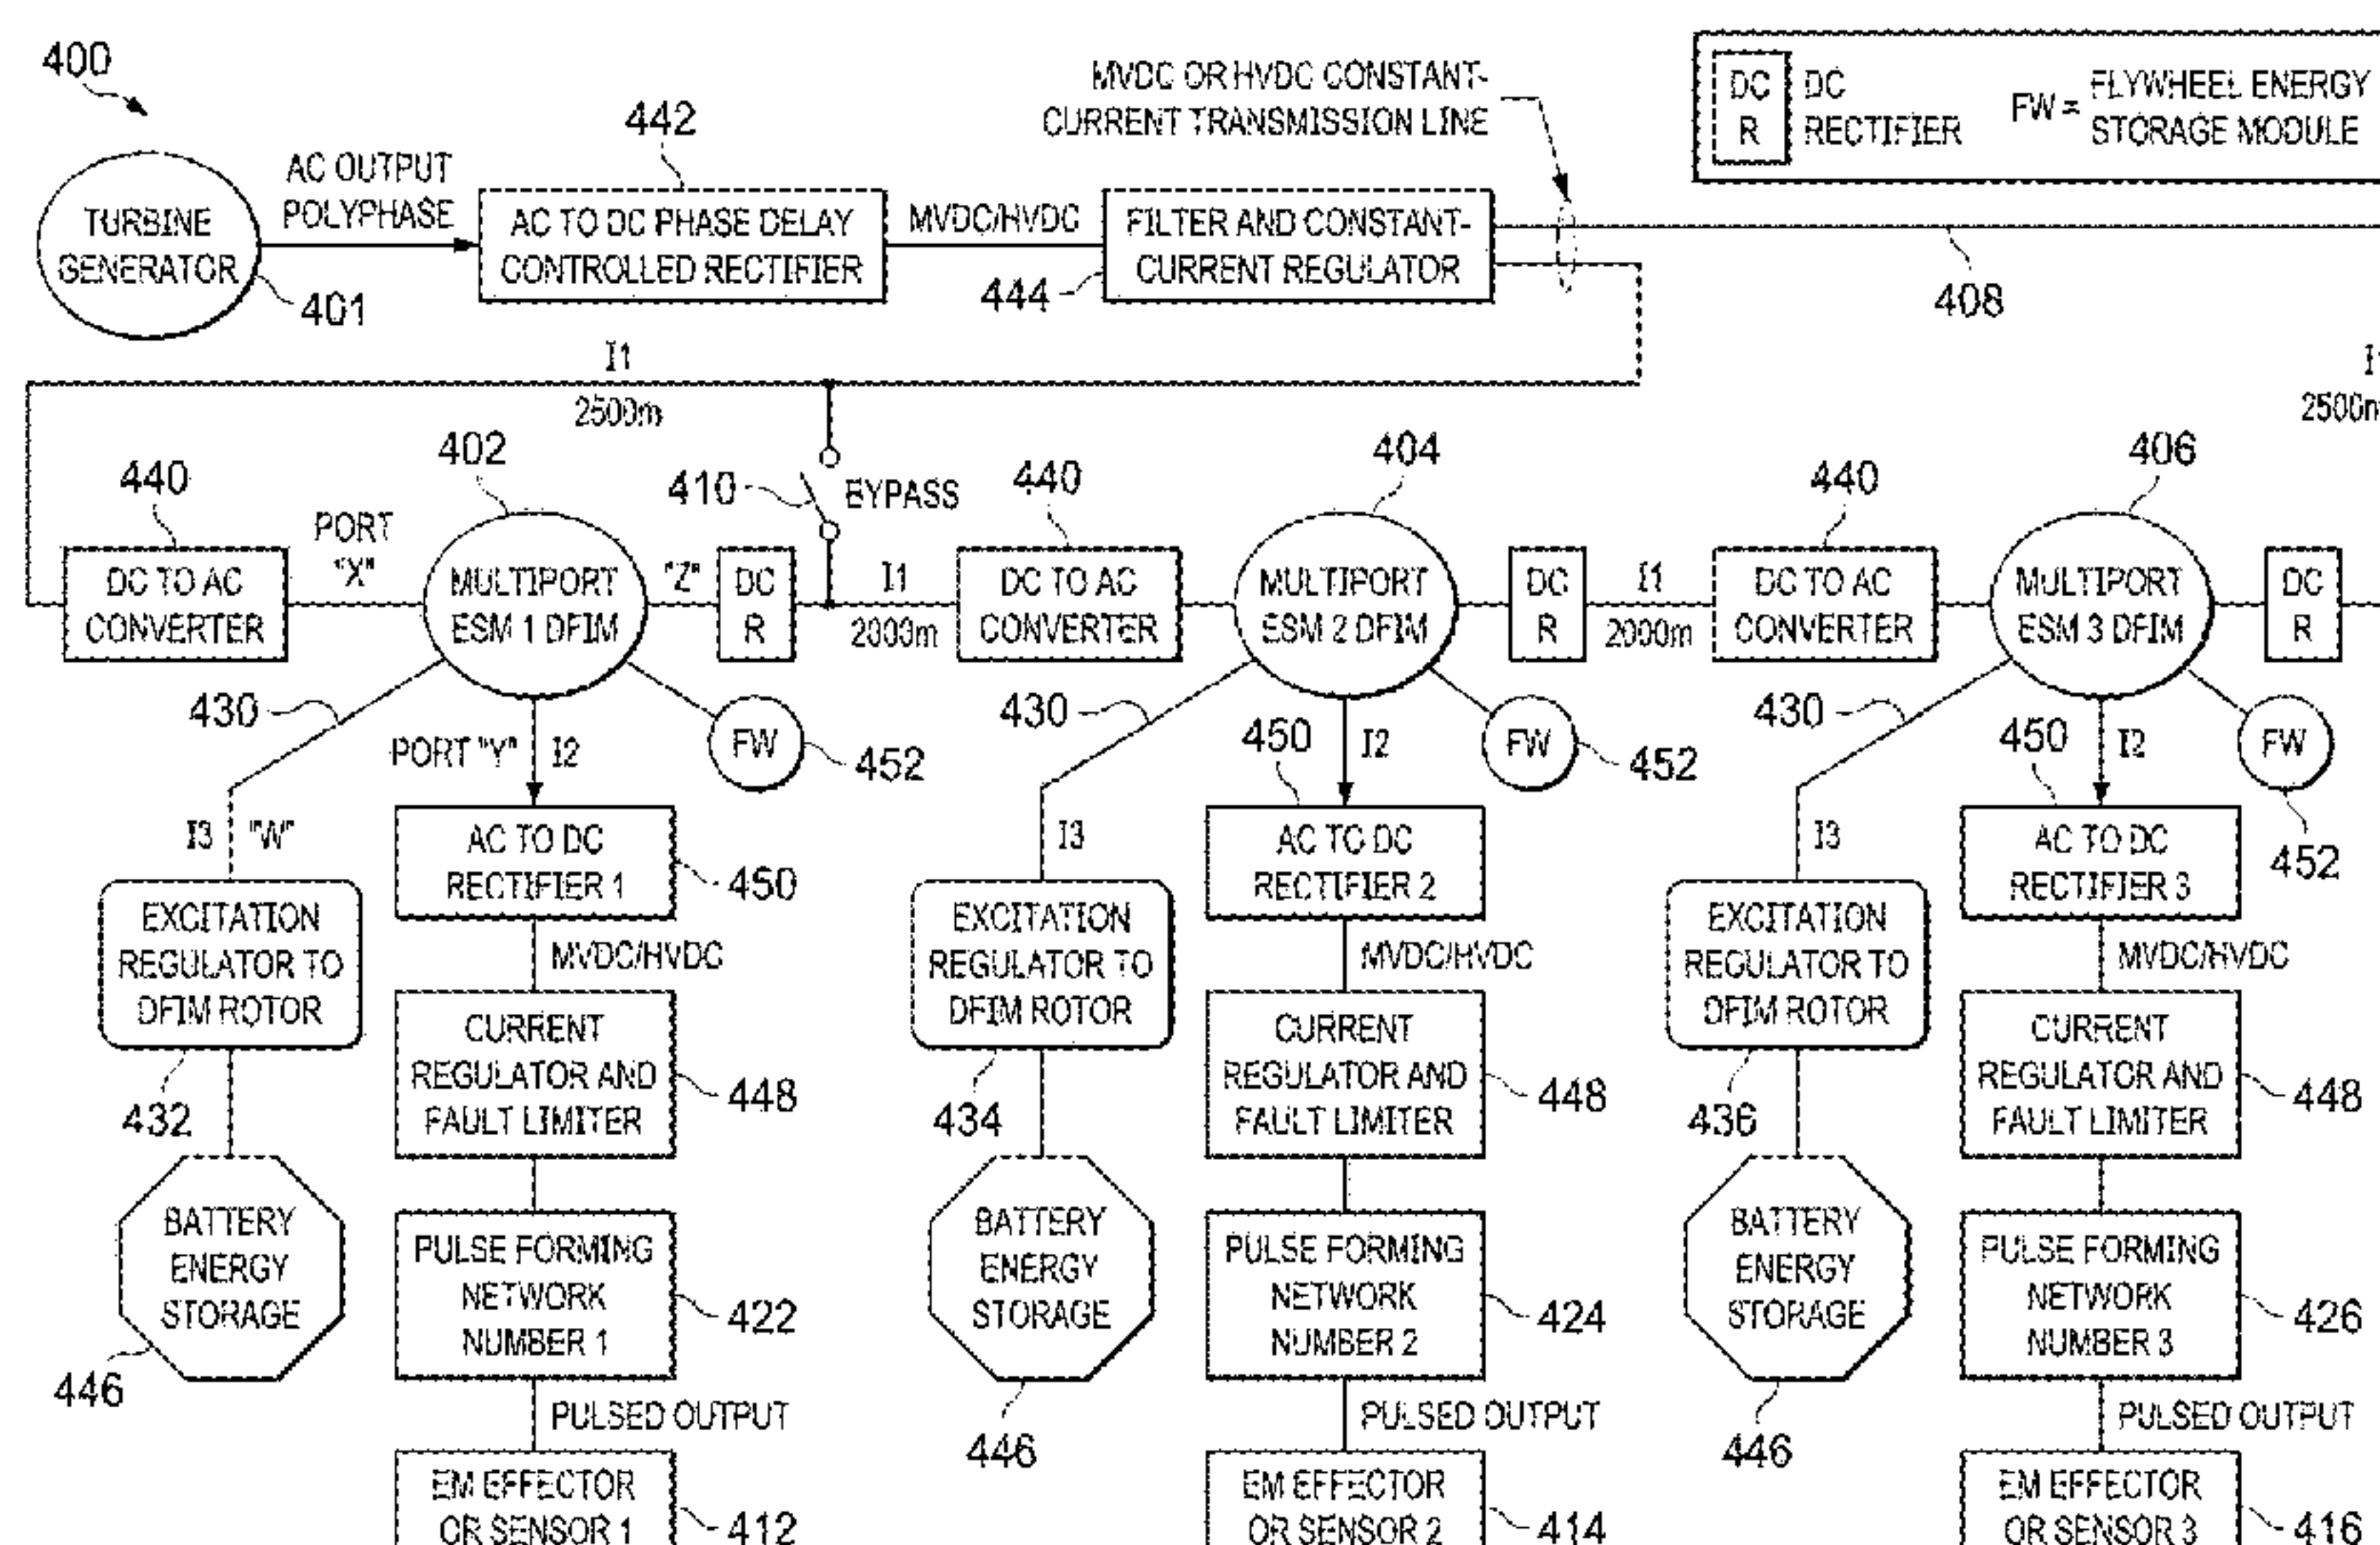 400
442
MVDC OR HVDC CONSTANT-
CURRENT TRANSMISSION LINE
DC
R
DC
RECTIFIER
FW =
FLYWHEEL ENERGY
STORAGE MODULE
TURBINE
GENERATOR
401
AC OUTPUT
POLYPHASE
AC TO DC PHASE DELAY
CONTROLLED RECTIFIER
MVDC/HVDC
FILTER AND CONSTANT-
CURRENT REGULATOR
444
408
I1
2500m
I1
2500m
440
PORT
"X"
402
410
BYPASS
440
404
440
406
DC TO AC
CONVERTER
MULTIPORT
ESM 1 DFIM
"Z"
DC
R
I1
2000m
DC TO AC
CONVERTER
MULTIPORT
ESM 2 DFIM
DC
R
I1
2000m
DC TO AC
CONVERTER
MULTIPORT
ESM 3 DFIM
DC
R
430
PORT "Y"
I2
FW
452
430
450
I2
FW
452
430
450
I2
FW
452
I3
"W"
AC TO DC
RECTIFIER 1
450
I3
AC TO DC
RECTIFIER 2
I3
AC TO DC
RECTIFIER 3
EXCITATION
REGULATOR TO
DFIM ROTOR
432
MVDC/HVDC
CURRENT
REGULATOR AND
FAULT LIMITER
448
EXCITATION
REGULATOR TO
DFIM ROTOR
434
MVDC/HVDC
CURRENT
REGULATOR AND
FAULT LIMITER
448
EXCITATION
REGULATOR TO
DFIM ROTOR
436
MVDC/HVDC
CURRENT
REGULATOR AND
FAULT LIMITER
448
BATTERY
ENERGY
STORAGE
446
PULSE FORMING
NETWORK
NUMBER 1
422
BATTERY
ENERGY
STORAGE
446
PULSE FORMING
NETWORK
NUMBER 2
424
BATTERY
ENERGY
STORAGE
446
PULSE FORMING
NETWORK
NUMBER 3
426
PULSED OUTPUT
PULSED OUTPUT
PULSED OUTPUT
EM EFFECTOR
OR SENSOR 1
412
EM EFFECTOR
OR SENSOR 2
414
EM EFFECTOR
OR SENSOR 3
416